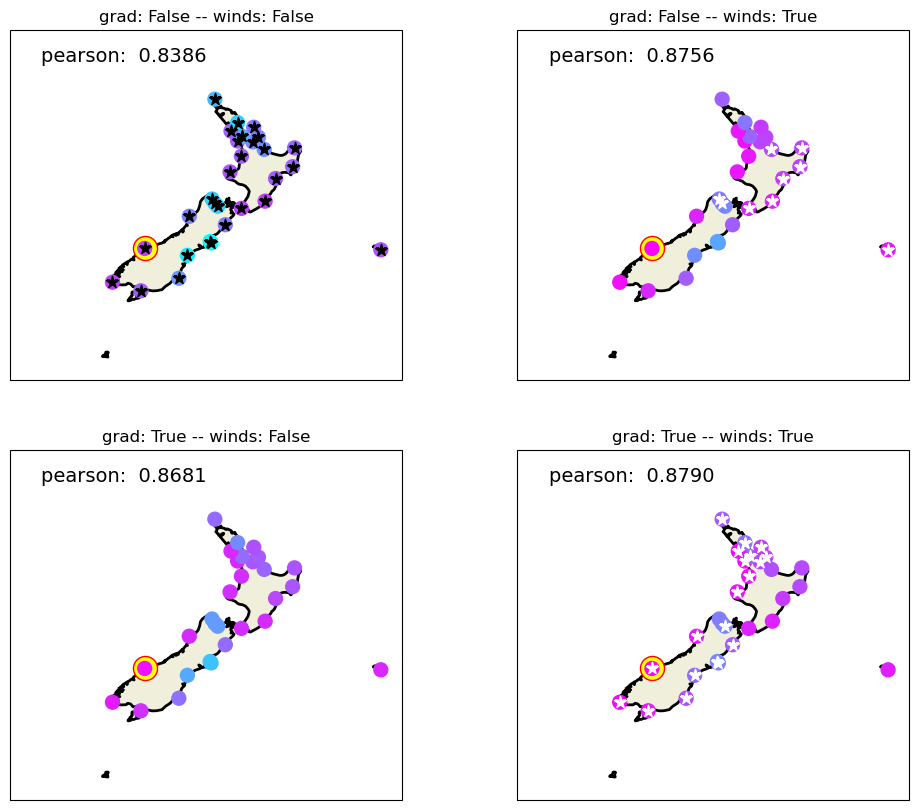 grad: False -- winds: False
grad: False -- winds: True
pearson:  0.8386
pearson:  0.8756
grad: True -- winds: False
grad: True -- winds: True
pearson:  0.8681
pearson:  0.8790